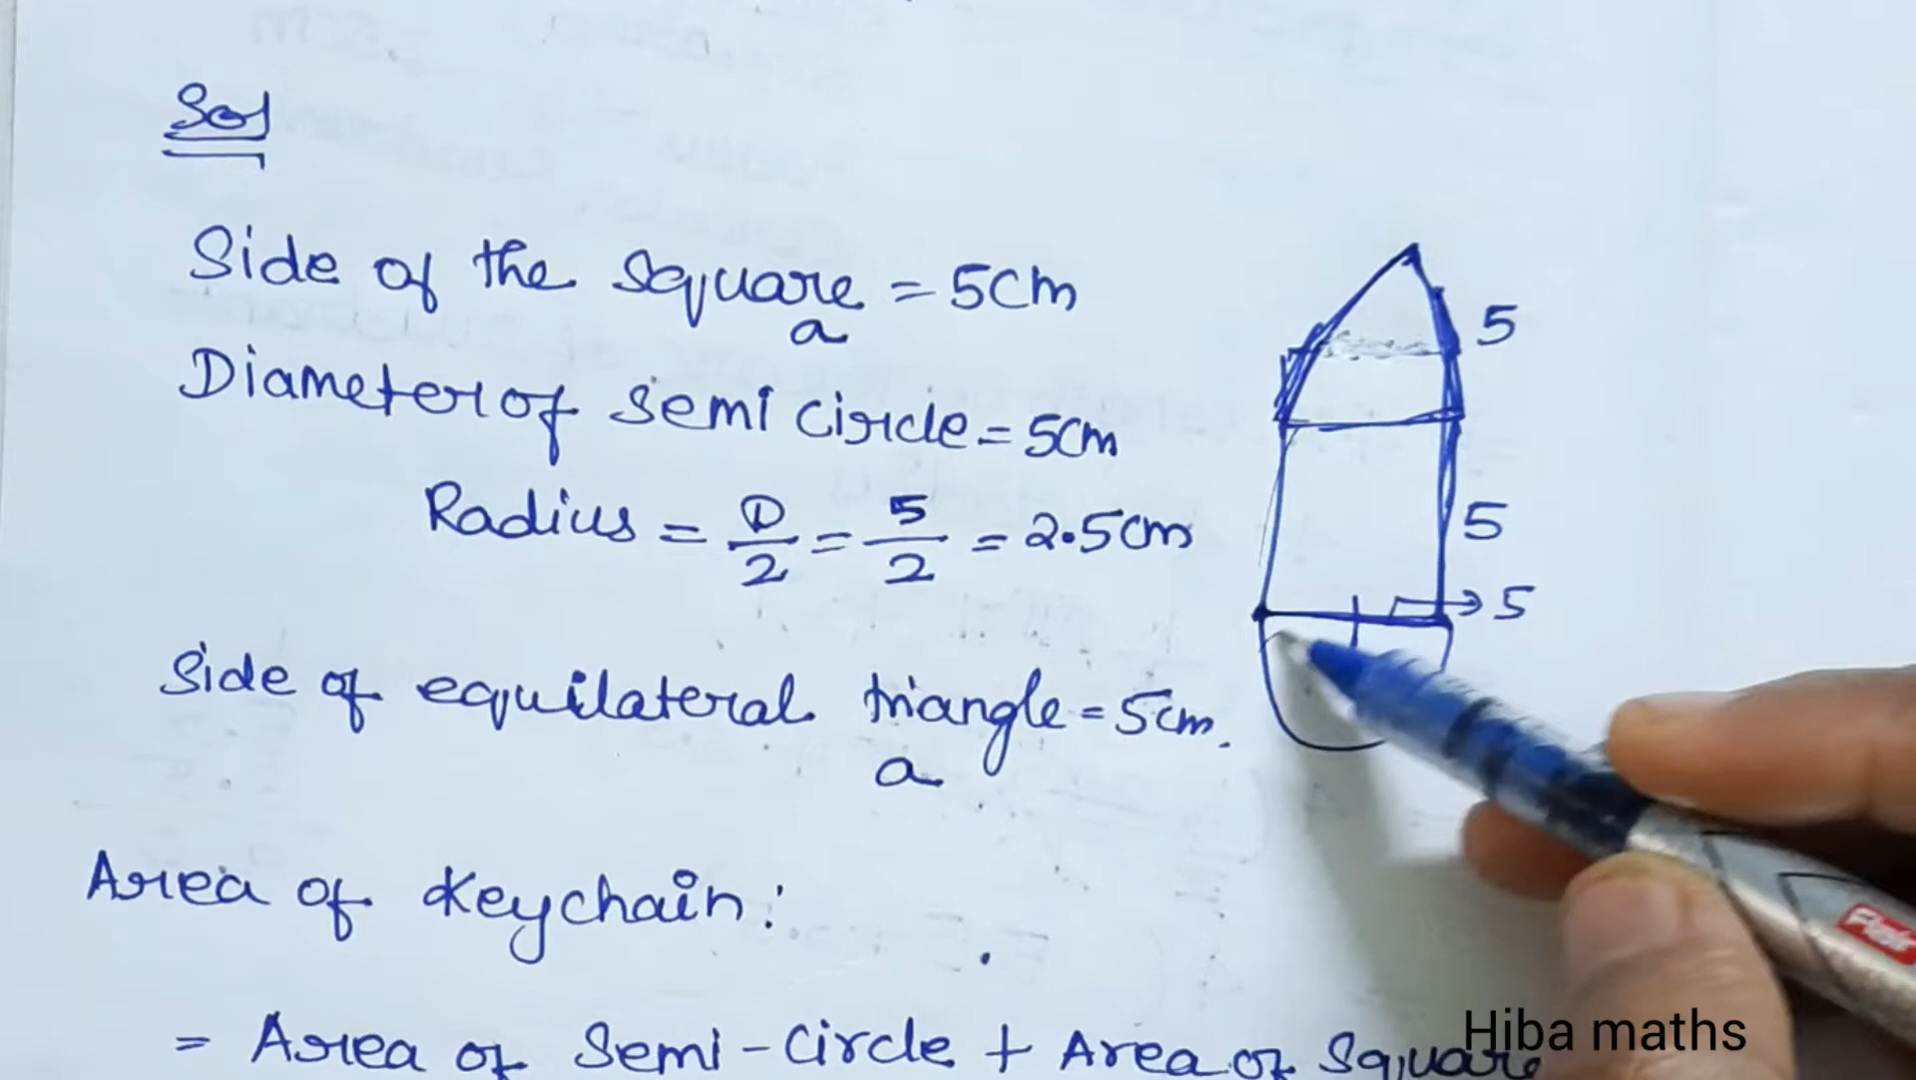 Sol
Side of the square = 5cm
a
Diameter of semi circle = 5cm
Radius = D/2 = 5/2 = 2.5cm
Side of equilateral triangle = 5cm.
a
Area of Keychain:
= Area of Semi-circle + Area of Square
5
5
5
Hiba maths